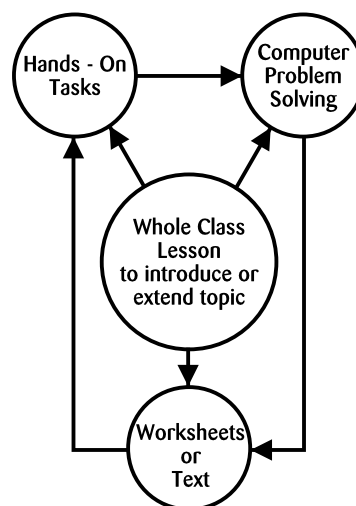 Hands - On
Tasks
Computer
Problem
Solving
Whole Class
Lesson
to introduce or
extend topic
Worksheets
or
Text